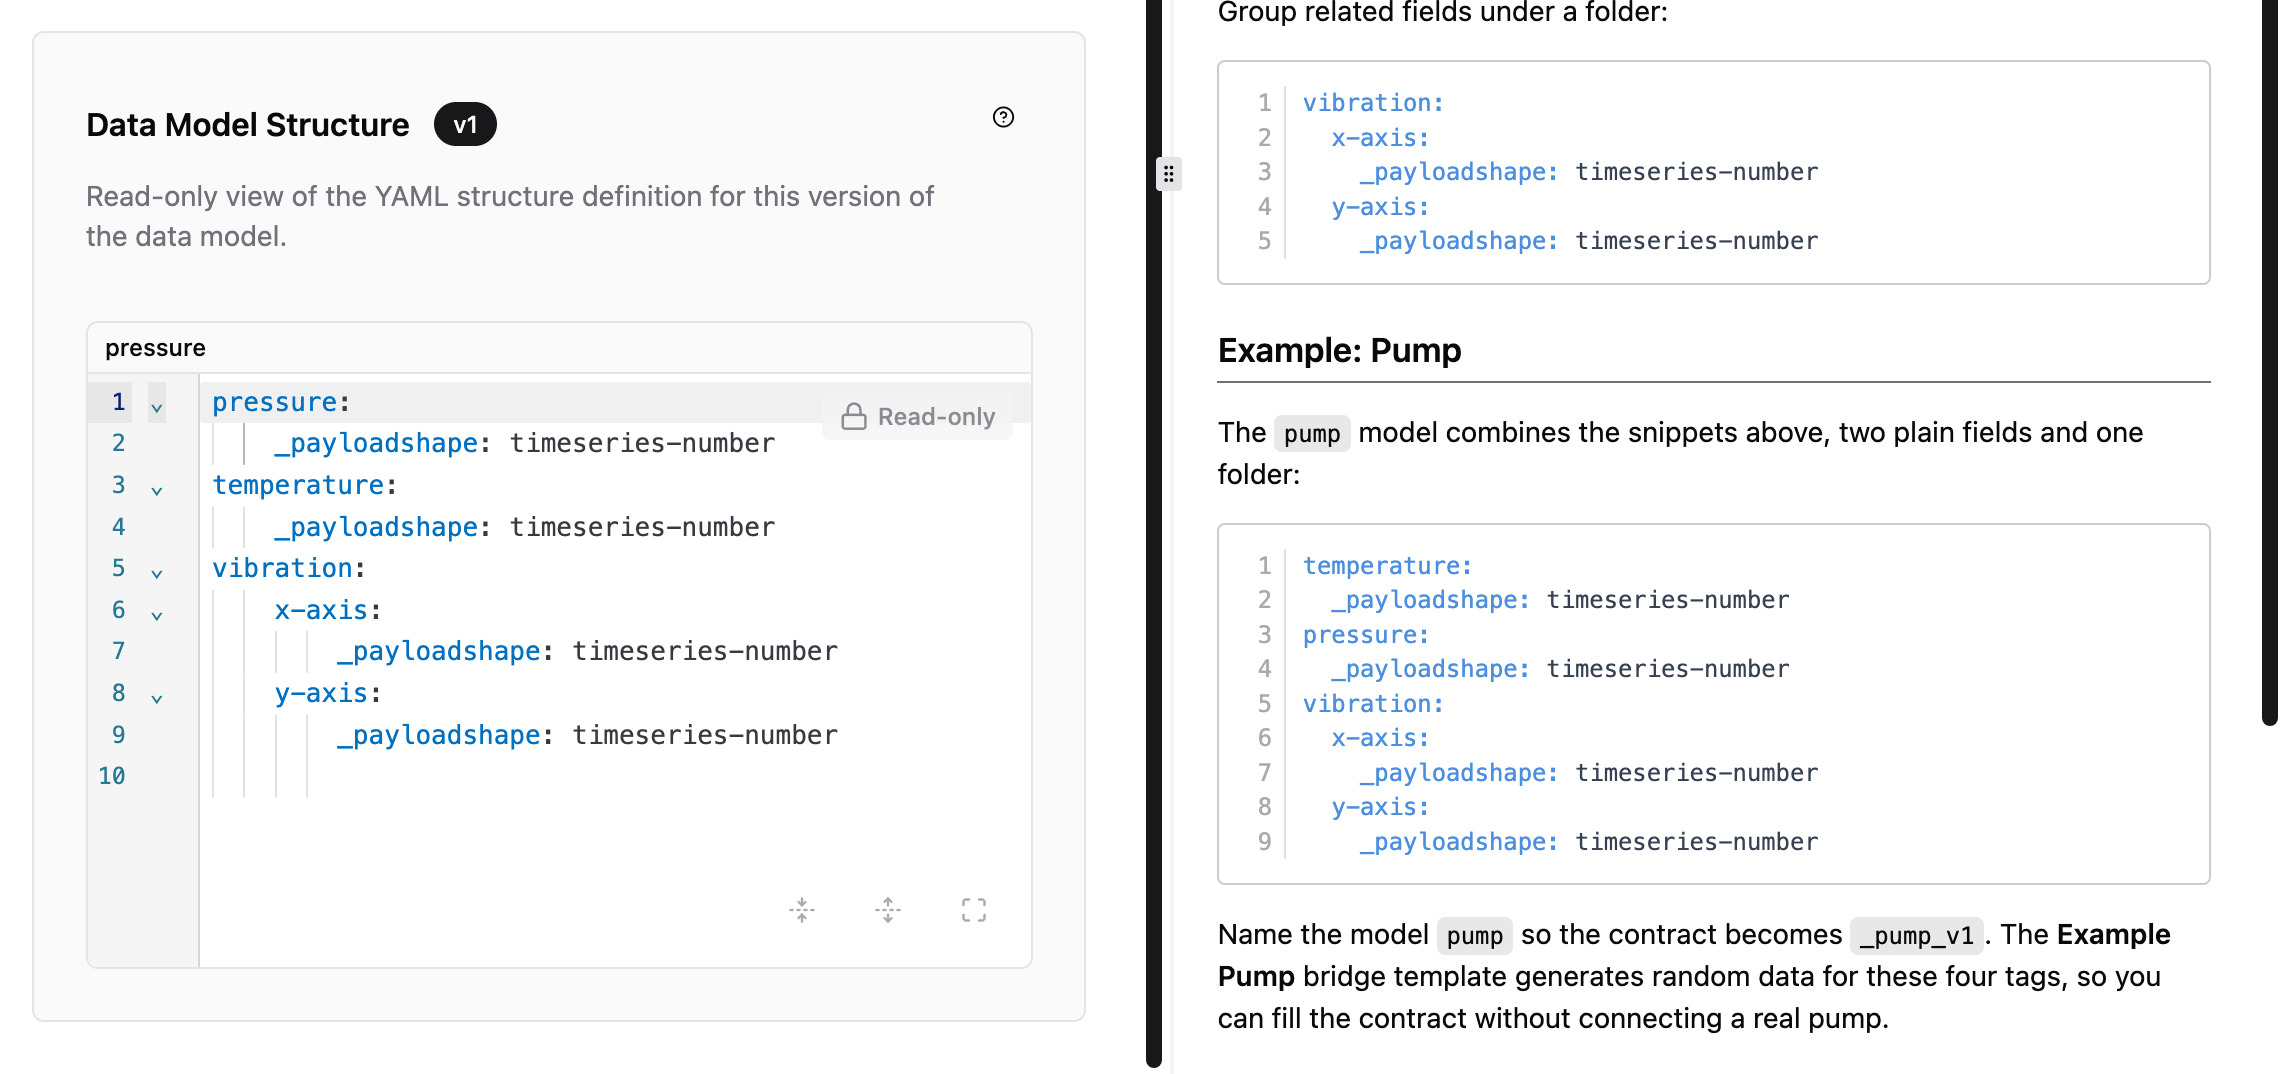 Data Model Structure v1
Read-only view of the YAML structure definition for this version of
the data model.
pressure
1 pressure:
Read-only
2 _payloadshape: timeseries-number
3 temperature:
4 _payloadshape: timeseries-number
5 vibration:
6 x-axis:
7 _payloadshape: timeseries-number
8 y-axis:
9 _payloadshape: timeseries-number
10
Group related fields under a folder:
1 vibration:
2 x-axis:
3 _payloadshape: timeseries-number
4 y-axis:
5 _payloadshape: timeseries-number
Example: Pump
The pump model combines the snippets above, two plain fields and one
folder:
1 temperature:
2 _payloadshape: timeseries-number
3 pressure:
4 _payloadshape: timeseries-number
5 vibration:
6 x-axis:
7 _payloadshape: timeseries-number
8 y-axis:
9 _payloadshape: timeseries-number
Name the model pump so the contract becomes _pump_v1. The Example
Pump bridge template generates random data for these four tags, so you
can fill the contract without connecting a real pump.